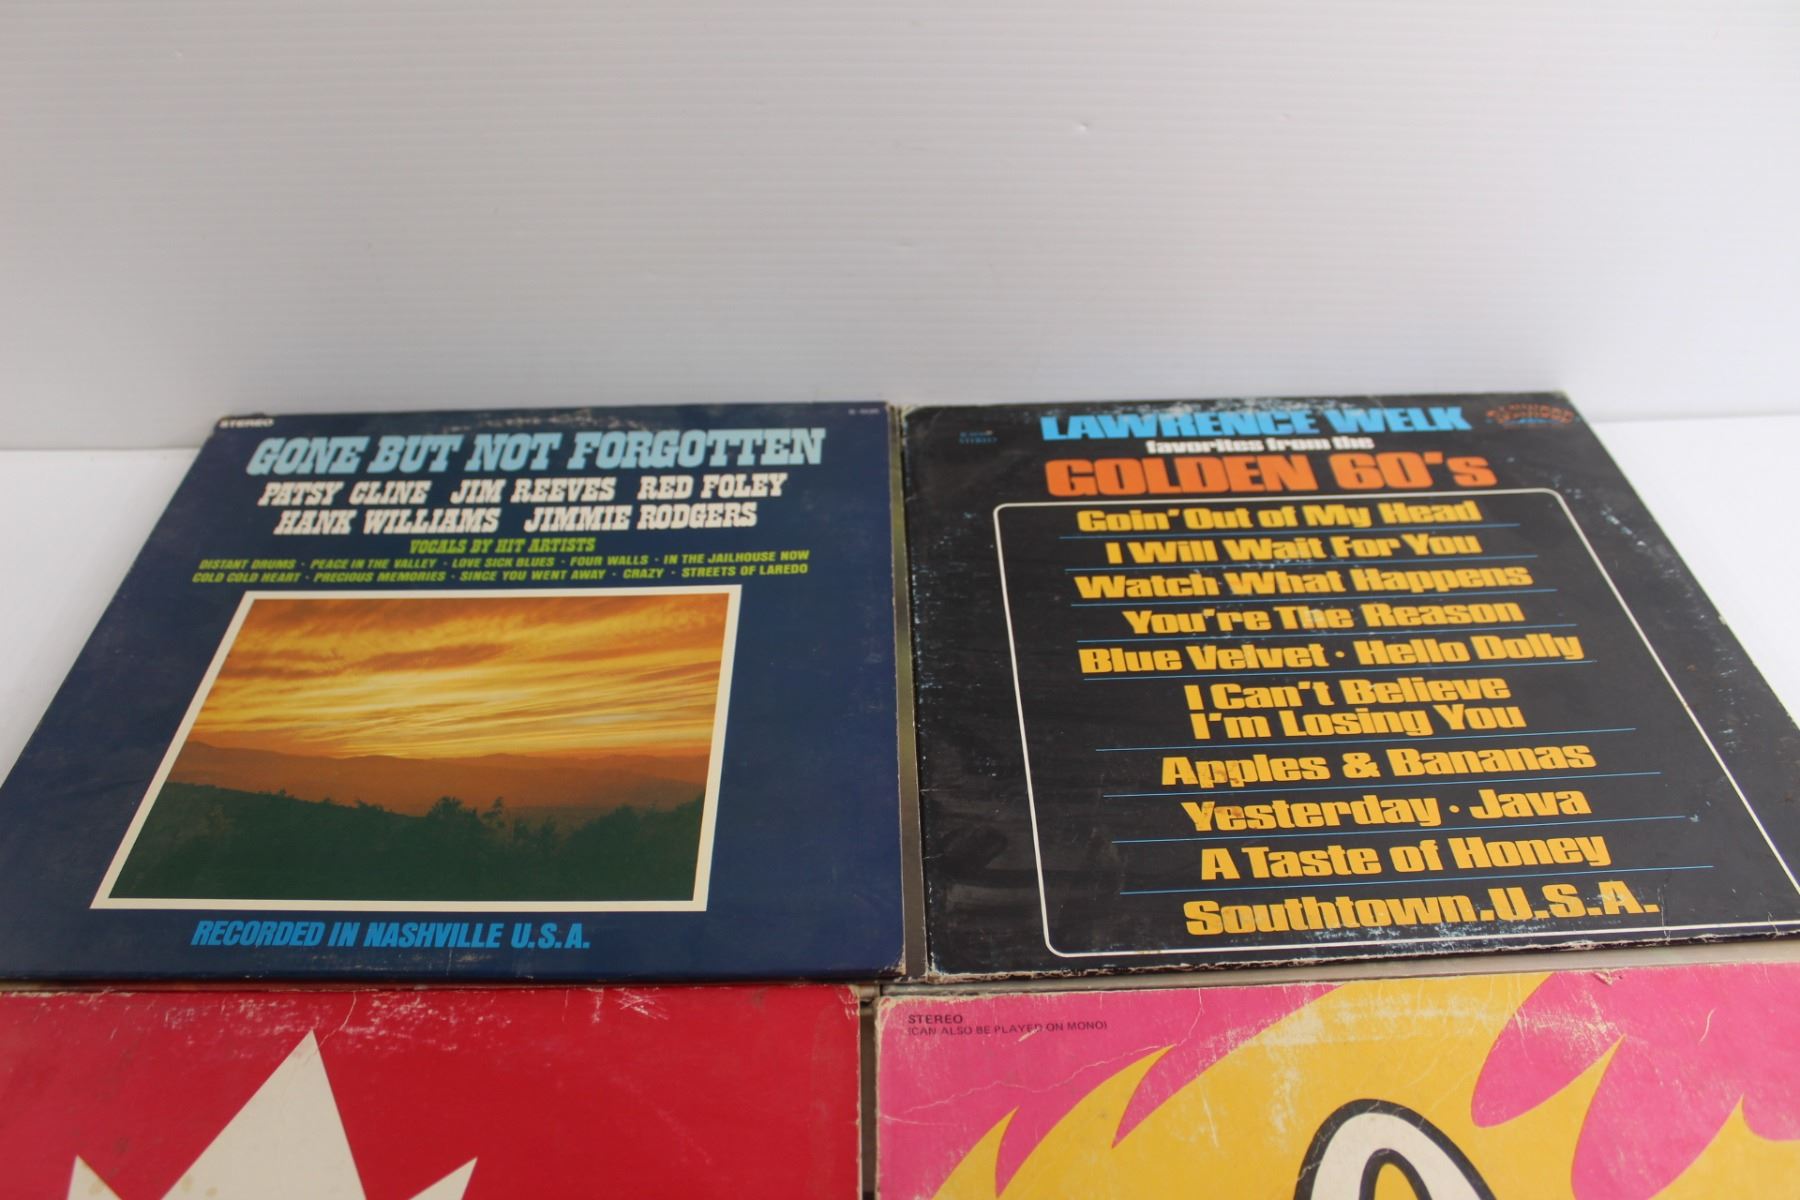 STEREO
GONE BUT NOT FORGOTTEN
PATSY CLINE JIM REEVES RED FOLEY
HANK WILLIAMS JIMMIE RODGERS
VOCALS BY HIT ARTISTS
DISTANT DRUMS · PEACE IN THE VALLEY · LOVE SICK BLUES · FOUR WALLS · IN THE JAILHOUSE NOW
COLD COLD HEART · PRECIOUS MEMORIES · SINCE YOU WENT AWAY · CRAZY · STREETS OF LAREDO
RECORDED IN NASHVILLE U.S.A.
STEREO
LAWRENCE WELK
favorites from the
GOLDEN 60's
Goin' Out of My Head
I Will Wait For You
Watch What Happens
You're The Reason
Blue Velvet · Hello Dolly
I Can't Believe
I'm Losing You
Apples & Bananas
Yesterday · Java
A Taste of Honey
Southtown, U.S.A.
STEREO
(CAN ALSO BE PLAYED ON MONO)